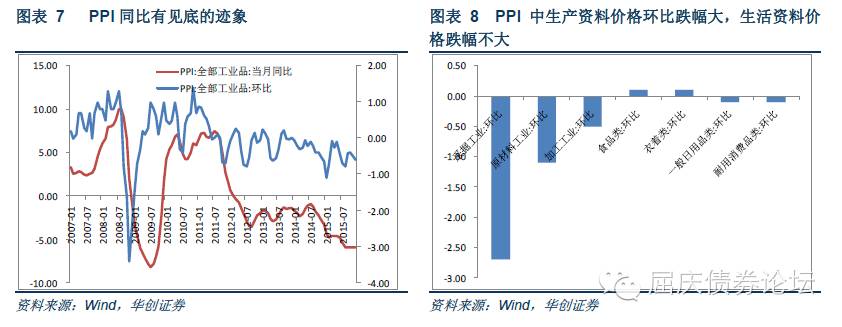 图表 7 PPI 同比有见底的迹象
15.00
10.00
5.00
0.00
-5.00
-10.00
PPI:全部工业品:当月同比
PPI:全部工业品:环比
2.00
1.00
0.00
-1.00
-2.00
-3.00
-4.00
2007-01
2007-07
2008-01
2008-07
2009-01
2009-07
2010-01
2010-07
2011-01
2011-07
2012-01
2012-07
2013-01
2013-07
2014-01
2014-07
2015-01
2015-07
资料来源：Wind，华创证券
图表 8 PPI 中生产资料价格环比跌幅大，生活资料价
格跌幅不大
0.50
0.00
-0.50
-1.00
-1.50
-2.00
-2.50
-3.00
采掘工业:环比
原材料工业:环比
加工工业:环比
食品类:环比
衣着类:环比
一般日用品类:环比
耐用消费品类:环比
资料来源：Wind，华创证券
屈庆债券论坛